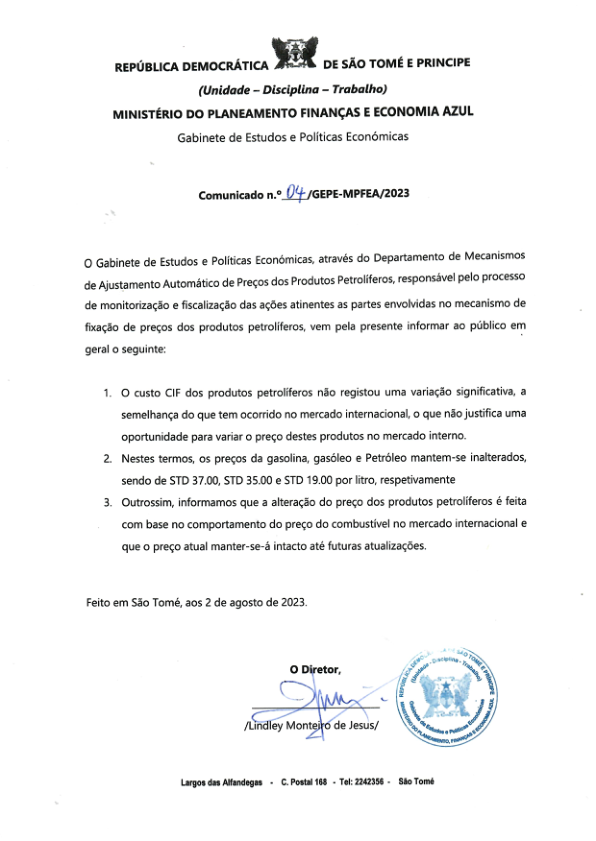 REPÚBLICA DEMOCRÁTICA DE SÃO TOMÉ E PRINCIPE
(Unidade – Disciplina – Trabalho)
MINISTÉRIO DO PLANEAMENTO FINANÇAS E ECONOMIA AZUL
Gabinete de Estudos e Políticas Económicas
Comunicado n.º 04/GEPE-MPFEA/2023
O Gabinete de Estudos e Políticas Económicas, através do Departamento de Mecanismos
de Ajustamento Automático de Preços dos Produtos Petrolíferos, responsável pelo processo
de monitorização e fiscalização das ações atinentes as partes envolvidas no mecanismo de
fixação de preços dos produtos petrolíferos, vem pela presente informar ao público em
geral o seguinte:
1. O custo CIF dos produtos petrolíferos não registou uma variação significativa, a
semelhança do que tem ocorrido no mercado internacional, o que não justifica uma
oportunidade para variar o preço destes produtos no mercado interno.
2. Nestes termos, os preços da gasolina, gasóleo e Petróleo mantem-se inalterados,
sendo de STD 37.00, STD 35.00 e STD 19.00 por litro, respetivamente
3. Outrossim, informamos que a alteração do preço dos produtos petrolíferos é feita
com base no comportamento do preço do combustível no mercado internacional e
que o preço atual manter-se-á intacto até futuras atualizações.
Feito em São Tomé, aos 2 de agosto de 2023.
O Diretor,
/Lindley Monteiro de Jesus/
REPÚBLICA DEMOCRÁTICA DE SÃO TOMÉ E PRINCIPE
(Unidade - Disciplina - Trabalho)
Gabinete de Estudos e Políticas Económicas
MINISTÉRIO DO PLANEAMENTO, FINANÇAS E ECONOMIA AZUL
Largos das Alfandegas - C. Postal 168 - Tel: 2242356 - São Tomé